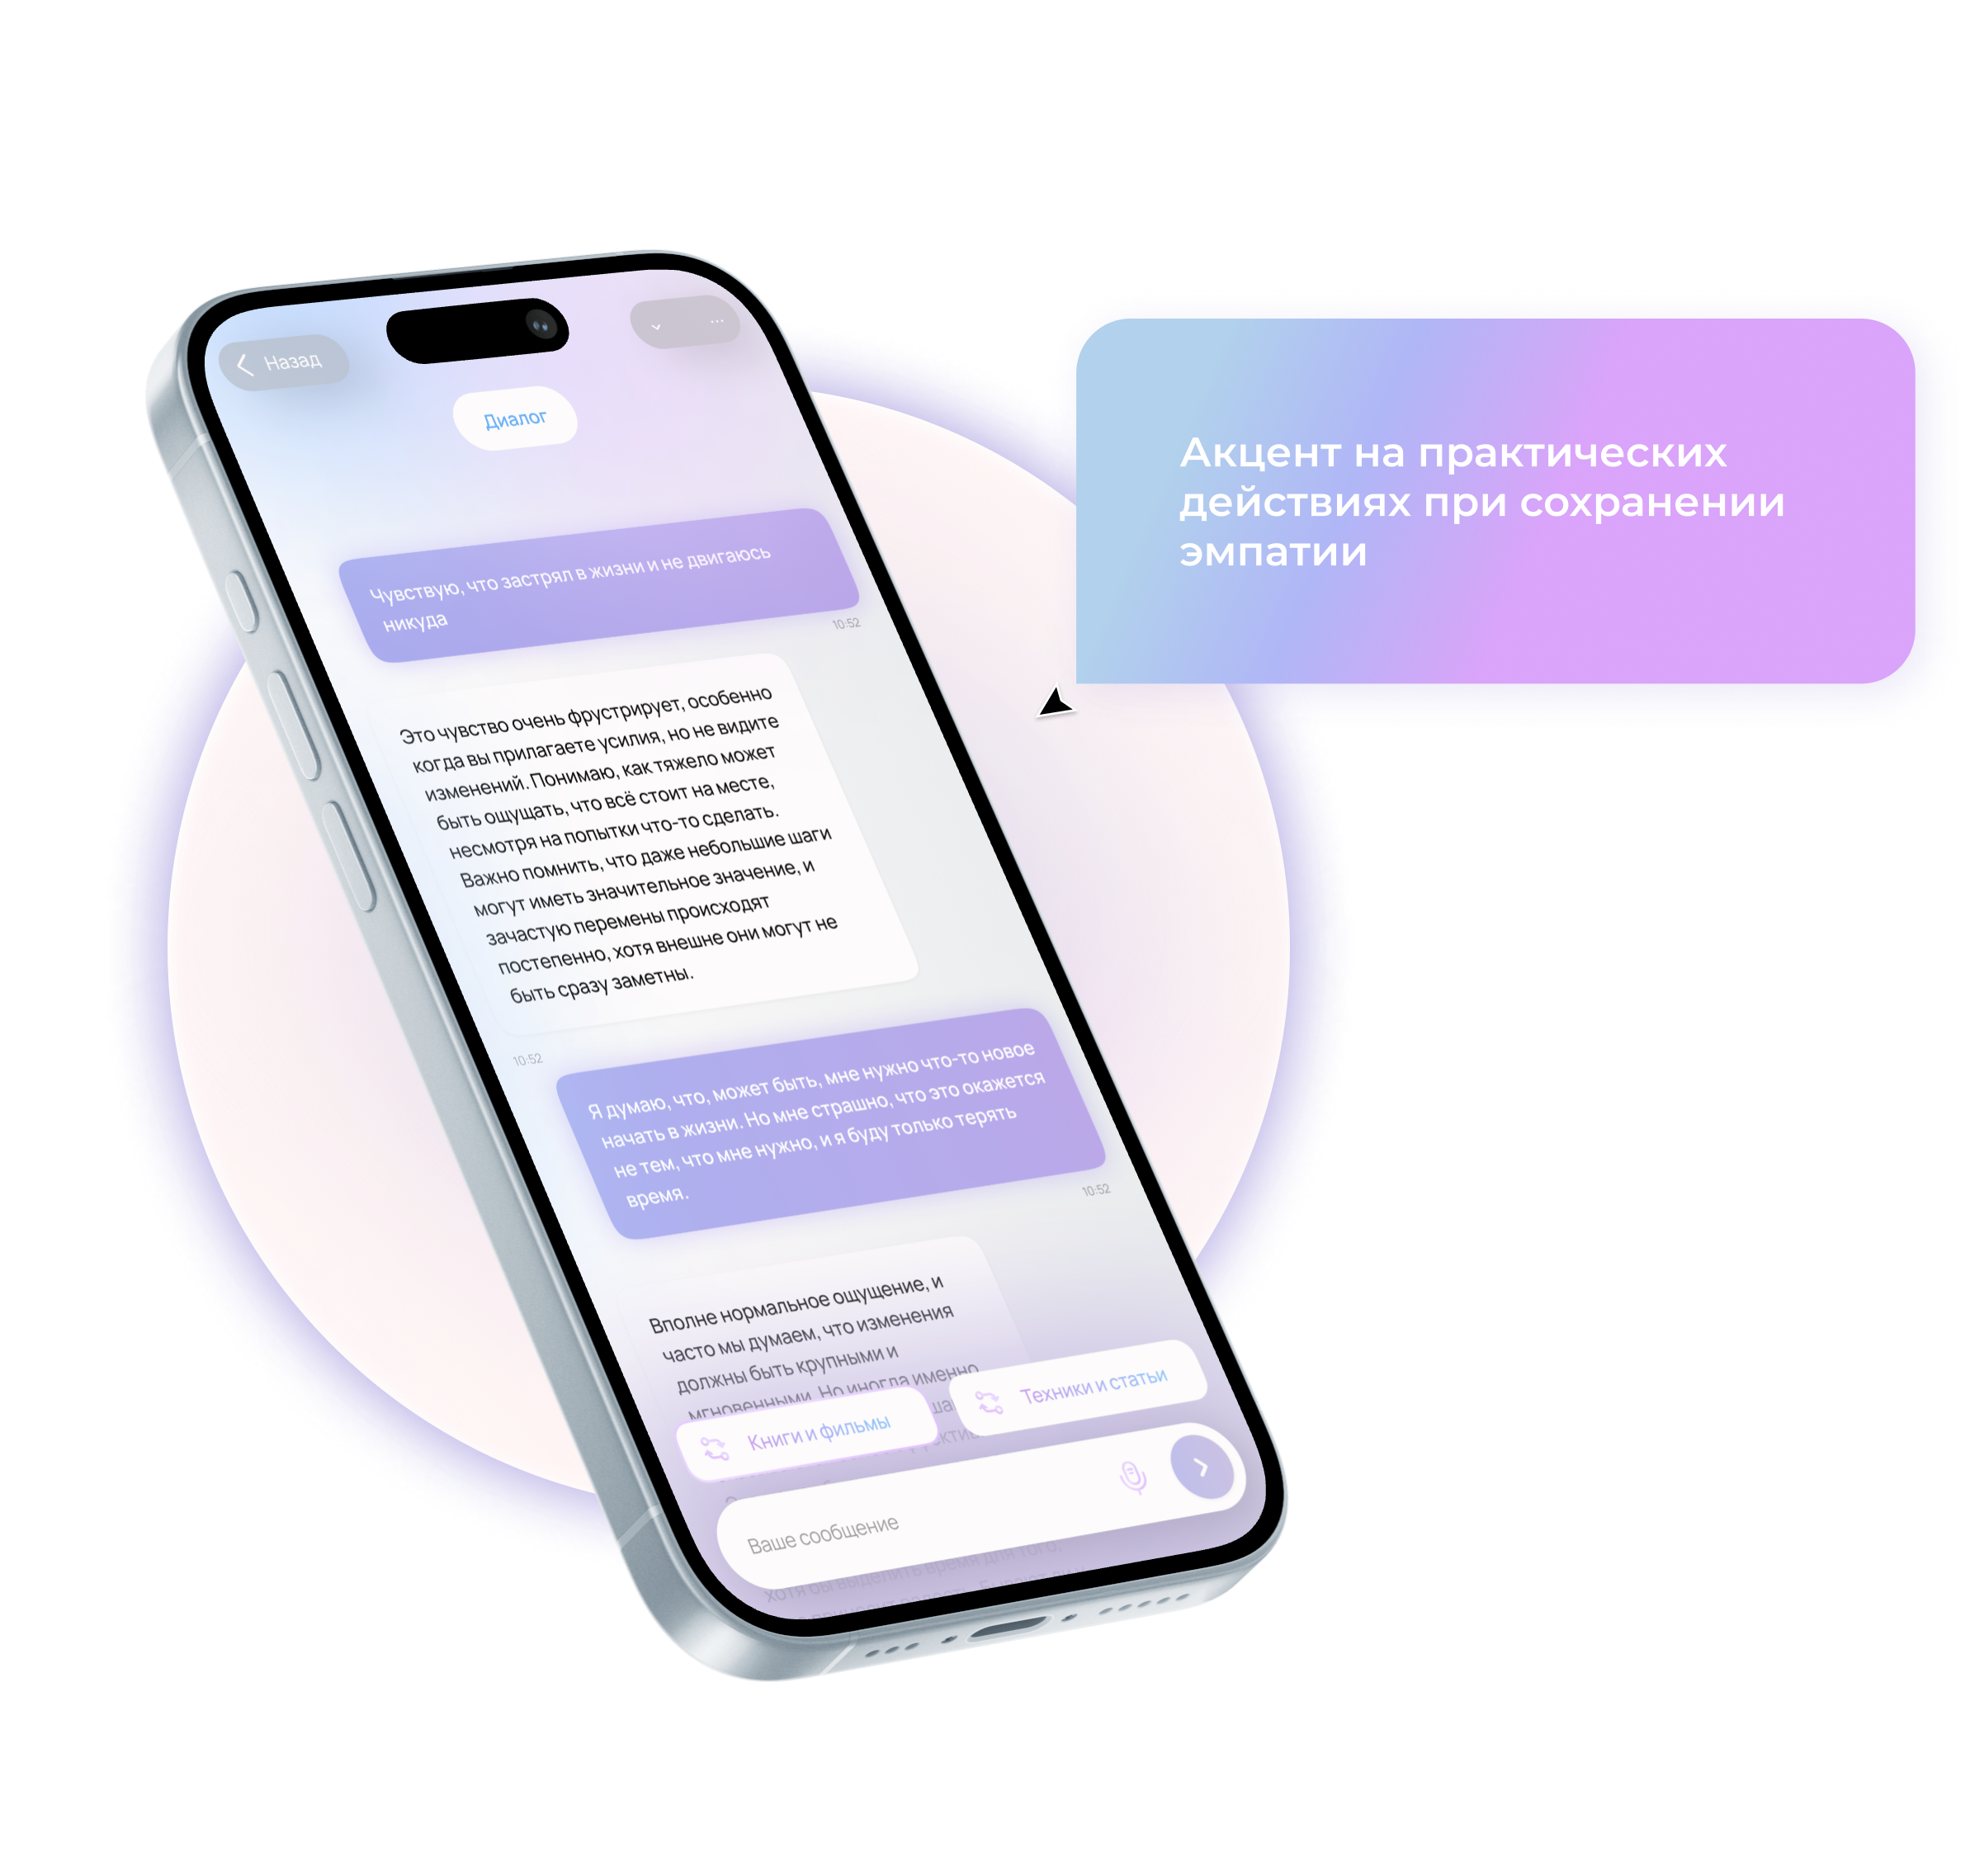 Назад
Диалог
Чувствую, что застрял в жизни и не двигаюсь
никуда
10:52
Это чувство очень фрустрирует, особенно
когда вы прилагаете усилия, но не видите
изменений. Понимаю, как тяжело может
быть ощущать, что всё стоит на месте,
несмотря на попытки что-то сделать.
Важно помнить, что даже небольшие шаги
могут иметь значительное значение, и
зачастую перемены происходят
постепенно, хотя внешне они могут не
быть сразу заметны.
10:52
Я думаю, что, может быть, мне нужно что-то новое
начать в жизни. Но мне страшно, что это окажется
не тем, что мне нужно, и я буду только терять
время.
10:52
Вполне нормальное ощущение, и
часто мы думаем, что изменения
должны быть крупными и
мгновенными. Но иногда именно
Книги и фильмы
Техники и статьи
Ваше сообщение
хотя бы выделить время для того,
Акцент на практических
действиях при сохранении
эмпатии